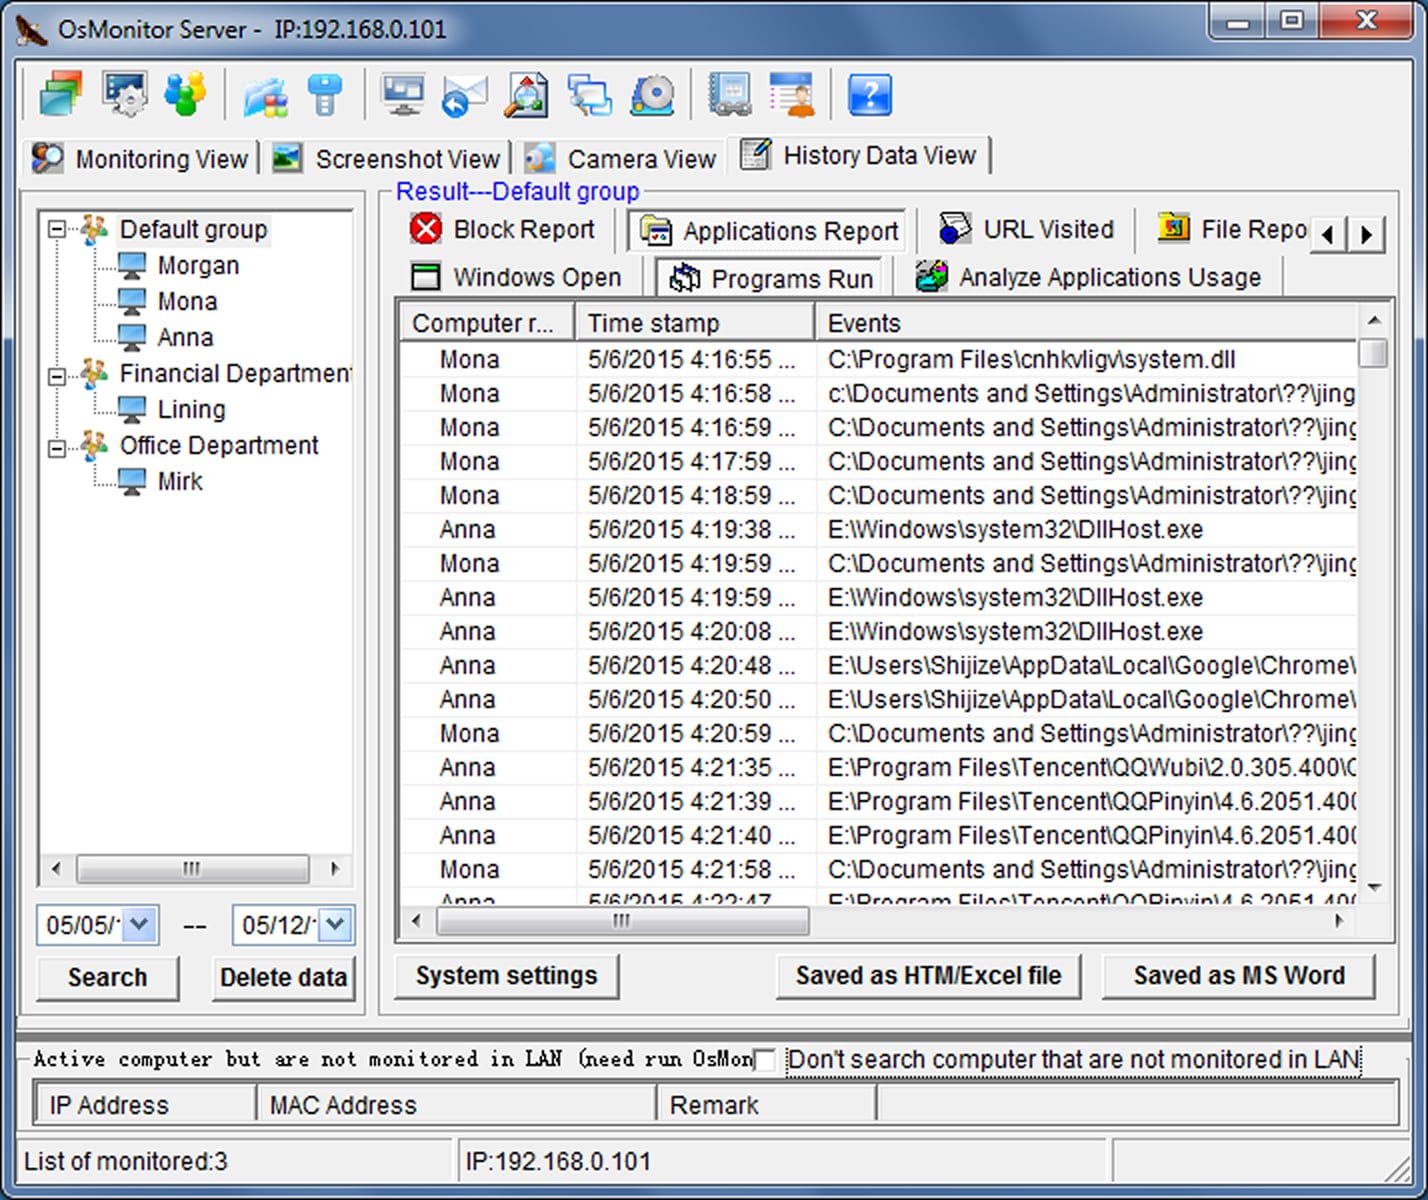 OsMonitor Server -  IP:192.168.0.101
Monitoring View
Screenshot View
Camera View
History Data View
Default group
Morgan
Mona
Anna
Financial Department
Lining
Office Department
Mirk
05/05/
--
05/12/
Search
Delete data
Result---Default group
Block Report
Applications Report
URL Visited
File Repo
Windows Open
Programs Run
Analyze Applications Usage
Computer r... Time stamp Events
Mona 5/6/2015 4:16:55 ... C:\Program Files\cnhkvligv\system.dll
Mona 5/6/2015 4:16:58 ... c:\Documents and Settings\Administrator\??\jing
Mona 5/6/2015 4:16:59 ... C:\Documents and Settings\Administrator\??\jing
Mona 5/6/2015 4:17:59 ... C:\Documents and Settings\Administrator\??\jing
Mona 5/6/2015 4:18:59 ... C:\Documents and Settings\Administrator\??\jing
Anna 5/6/2015 4:19:38 ... E:\Windows\system32\DllHost.exe
Mona 5/6/2015 4:19:59 ... C:\Documents and Settings\Administrator\??\jing
Anna 5/6/2015 4:19:59 ... E:\Windows\system32\DllHost.exe
Anna 5/6/2015 4:20:08 ... E:\Windows\system32\DllHost.exe
Anna 5/6/2015 4:20:48 ... E:\Users\Shijize\AppData\Local\Google\Chrome\
Anna 5/6/2015 4:20:50 ... E:\Users\Shijize\AppData\Local\Google\Chrome\
Mona 5/6/2015 4:20:59 ... C:\Documents and Settings\Administrator\??\jing
Anna 5/6/2015 4:21:35 ... E:\Program Files\Tencent\QQWubi\2.0.305.400\
Anna 5/6/2015 4:21:39 ... E:\Program Files\Tencent\QQPinyin\4.6.2051.400
Anna 5/6/2015 4:21:40 ... E:\Program Files\Tencent\QQPinyin\4.6.2051.400
Mona 5/6/2015 4:21:58 ... C:\Documents and Settings\Administrator\??\jing
Anna 5/6/2015 4:22:47 E:\Program Files\Tencent\QQPinyin\4.6.2051.400
System settings
Saved as HTM/Excel file
Saved as MS Word
Active computer but are not monitored in LAN (need run OsMon
Don't search computer that are not monitored in LAN
IP Address MAC Address Remark
List of monitored:3
IP:192.168.0.101